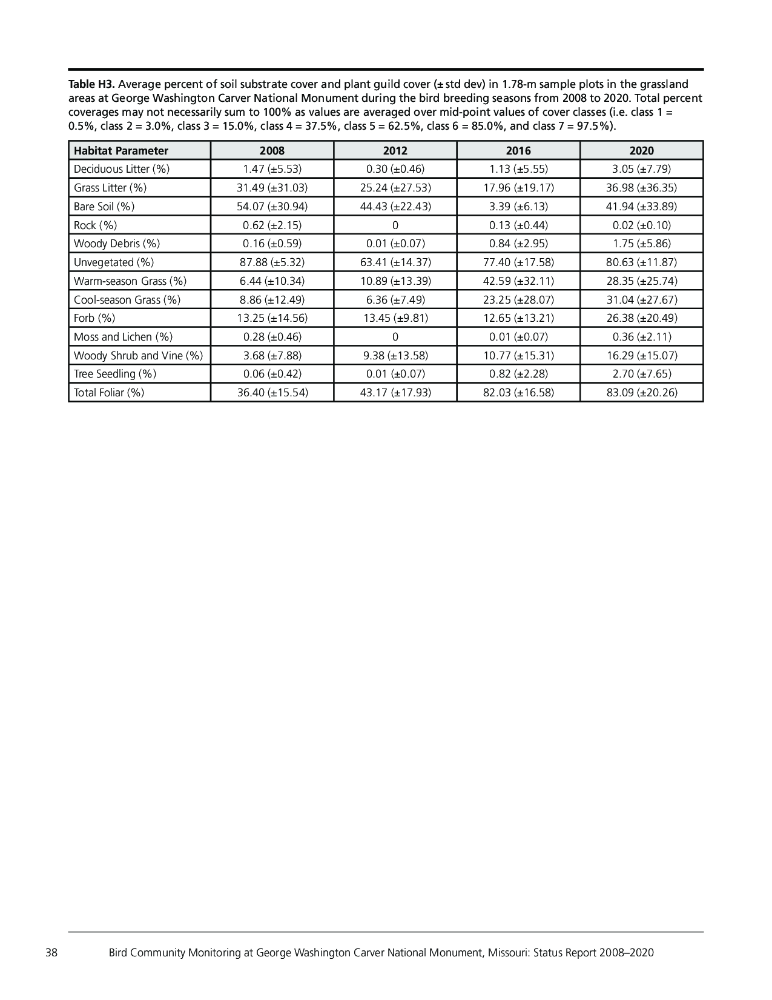 Table H3. Average percent of soil substrate cover and plant guild cover (± std dev) in 1.78-m sample plots in the grassland
areas at George Washington Carver National Monument during the bird breeding seasons from 2008 to 2020. Total percent
coverages may not necessarily sum to 100% as values are averaged over mid-point values of cover classes (i.e. class 1 =
0.5%, class 2 = 3.0%, class 3 = 15.0%, class 4 = 37.5%, class 5 = 62.5%, class 6 = 85.0%, and class 7 = 97.5%).
Habitat Parameter 2008 2012 2016 2020
Deciduous Litter (%) 1.47 (±5.53) 0.30 (±0.46) 1.13 (±5.55) 3.05 (±7.79)
Grass Litter (%) 31.49 (±31.03) 25.24 (±27.53) 17.96 (±19.17) 36.98 (±36.35)
Bare Soil (%) 54.07 (±30.94) 44.43 (±22.43) 3.39 (±6.13) 41.94 (±33.89)
Rock (%) 0.62 (±2.15) 0 0.13 (±0.44) 0.02 (±0.10)
Woody Debris (%) 0.16 (±0.59) 0.01 (±0.07) 0.84 (±2.95) 1.75 (±5.86)
Unvegetated (%) 87.88 (±5.32) 63.41 (±14.37) 77.40 (±17.58) 80.63 (±11.87)
Warm-season Grass (%) 6.44 (±10.34) 10.89 (±13.39) 42.59 (±32.11) 28.35 (±25.74)
Cool-season Grass (%) 8.86 (±12.49) 6.36 (±7.49) 23.25 (±28.07) 31.04 (±27.67)
Forb (%) 13.25 (±14.56) 13.45 (±9.81) 12.65 (±13.21) 26.38 (±20.49)
Moss and Lichen (%) 0.28 (±0.46) 0 0.01 (±0.07) 0.36 (±2.11)
Woody Shrub and Vine (%) 3.68 (±7.88) 9.38 (±13.58) 10.77 (±15.31) 16.29 (±15.07)
Tree Seedling (%) 0.06 (±0.42) 0.01 (±0.07) 0.82 (±2.28) 2.70 (±7.65)
Total Foliar (%) 36.40 (±15.54) 43.17 (±17.93) 82.03 (±16.58) 83.09 (±20.26)
38 Bird Community Monitoring at George Washington Carver National Monument, Missouri: Status Report 2008–2020